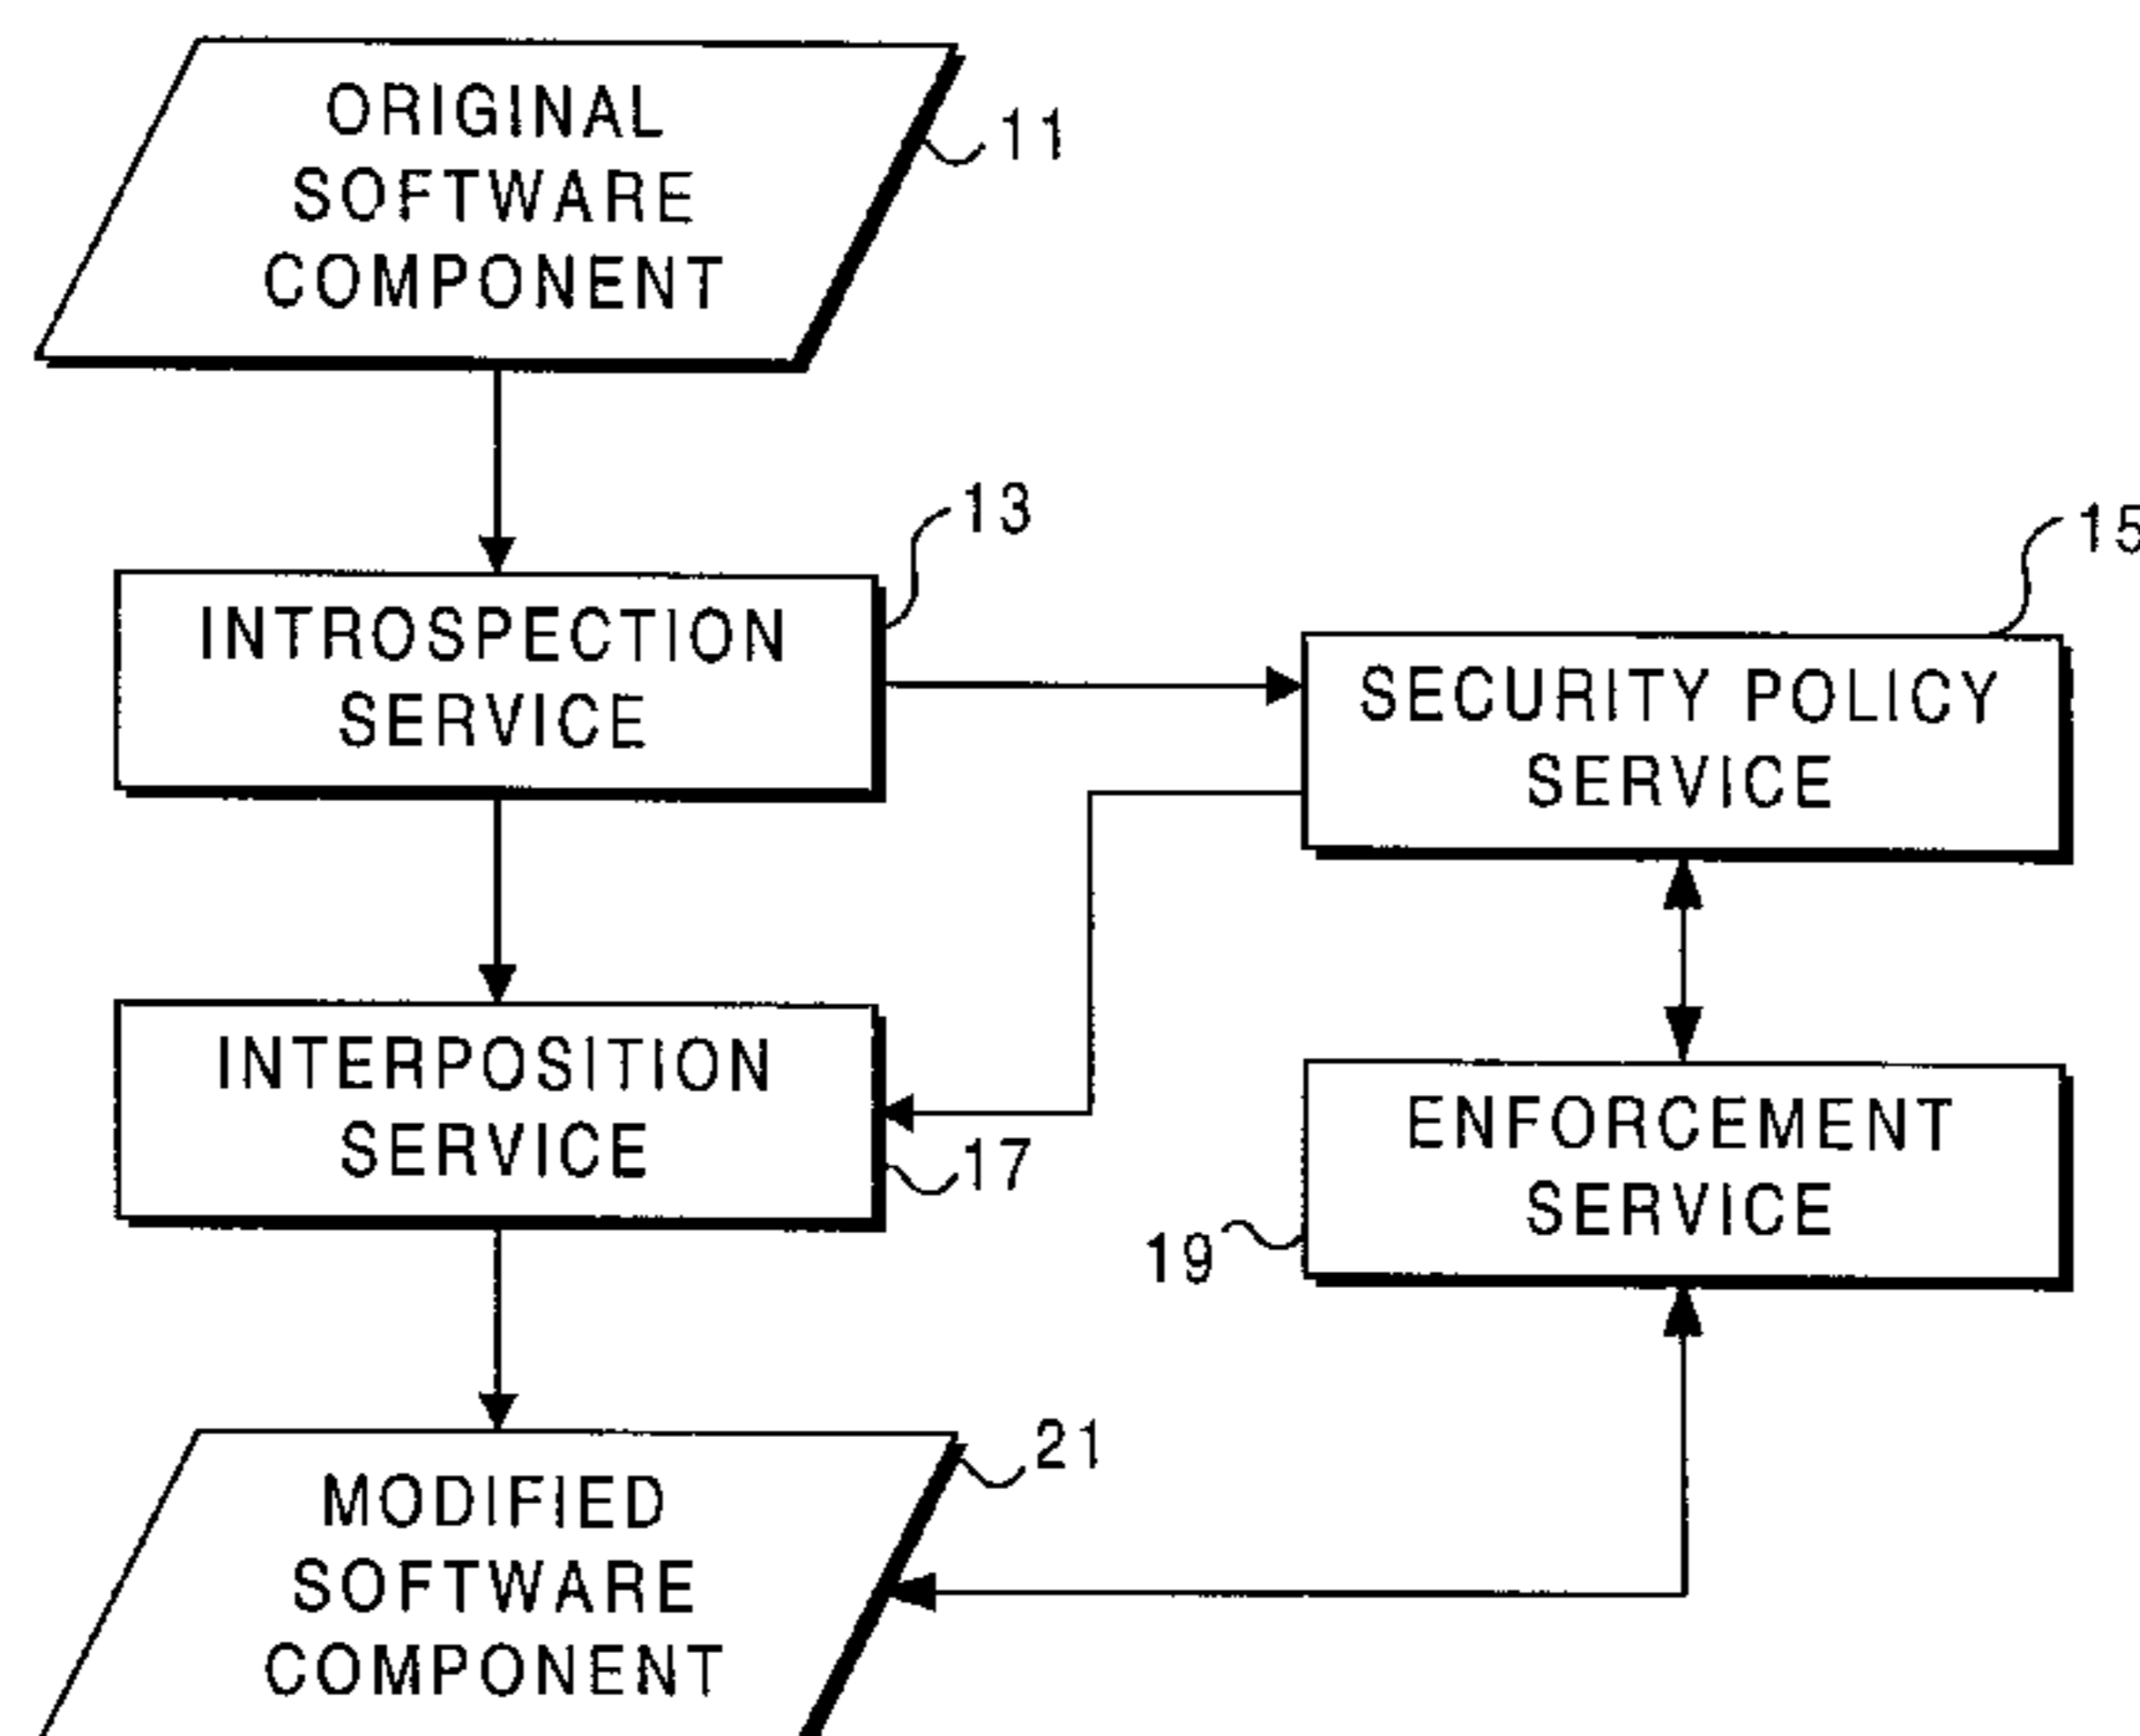 ORIGINAL
SOFTWARE
COMPONENT
11
13
INTROSPECTION
SERVICE
15
SECURITY POLICY
SERVICE
INTERPOSITION
SERVICE
17
ENFORCEMENT
SERVICE
19
21
MODIFIED
SOFTWARE
COMPONENT